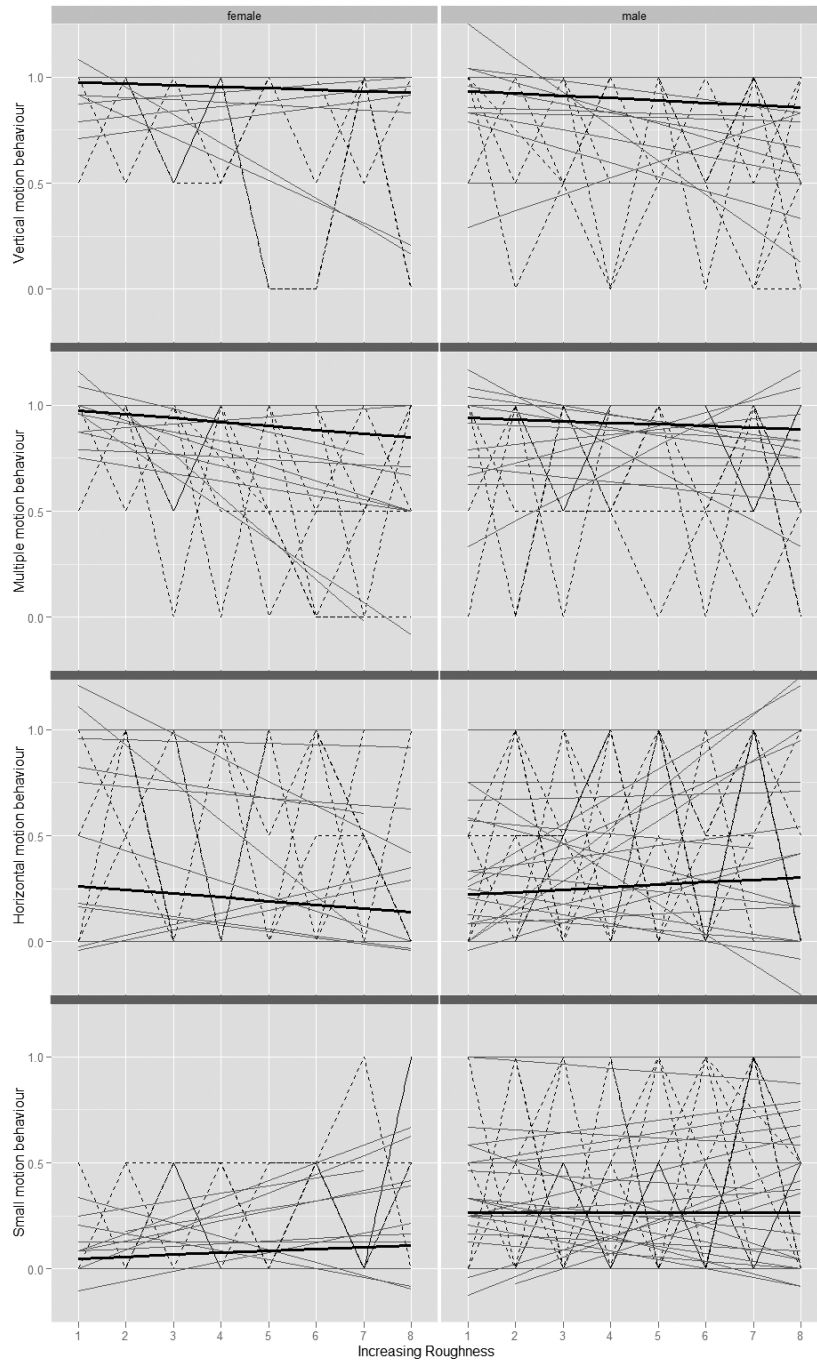 female
male
Vertical motion behaviour
1.0
0.5
0.0
Multiple motion behaviour
1.0
0.5
0.0
Horizontal motion behaviour
1.0
0.5
0.0
Small motion behaviour
1.0
0.5
0.0
1 2 3 4 5 6 7 8
1 2 3 4 5 6 7 8
Increasing Roughness